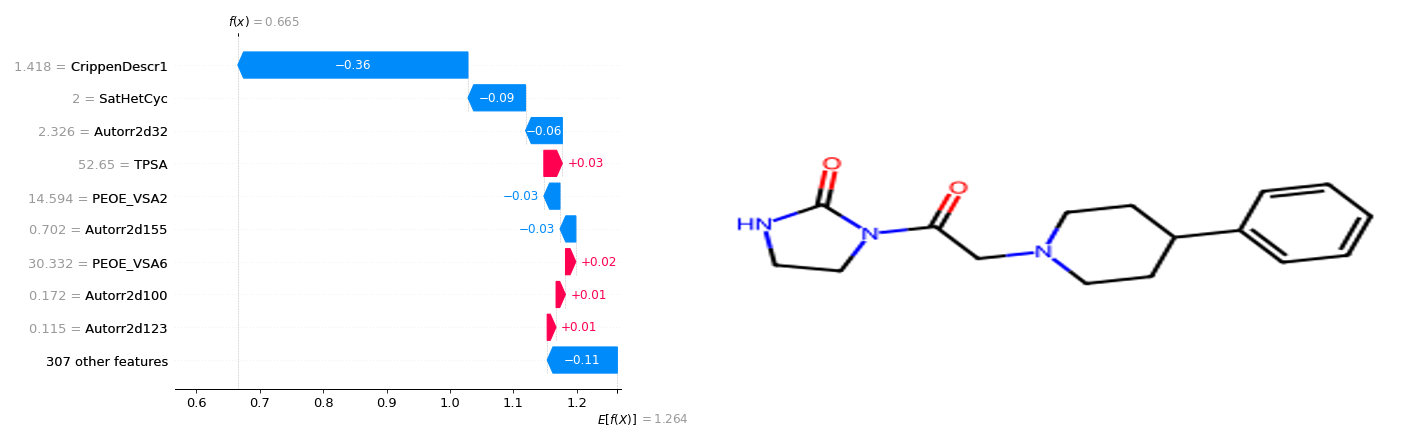 f(x) = 0.665
1.418 = CrippenDescr1
−0.36
2 = SatHetCyc
−0.09
2.326 = Autorr2d32
−0.06
52.65 = TPSA
+0.03
14.594 = PEOE_VSA2
−0.03
0.702 = Autorr2d155
−0.03
30.332 = PEOE_VSA6
+0.02
0.172 = Autorr2d100
+0.01
0.115 = Autorr2d123
+0.01
307 other features
−0.11
0.6 0.7 0.8 0.9 1.0 1.1 1.2
E[f(X)] = 1.264
O
O
HN
N
N